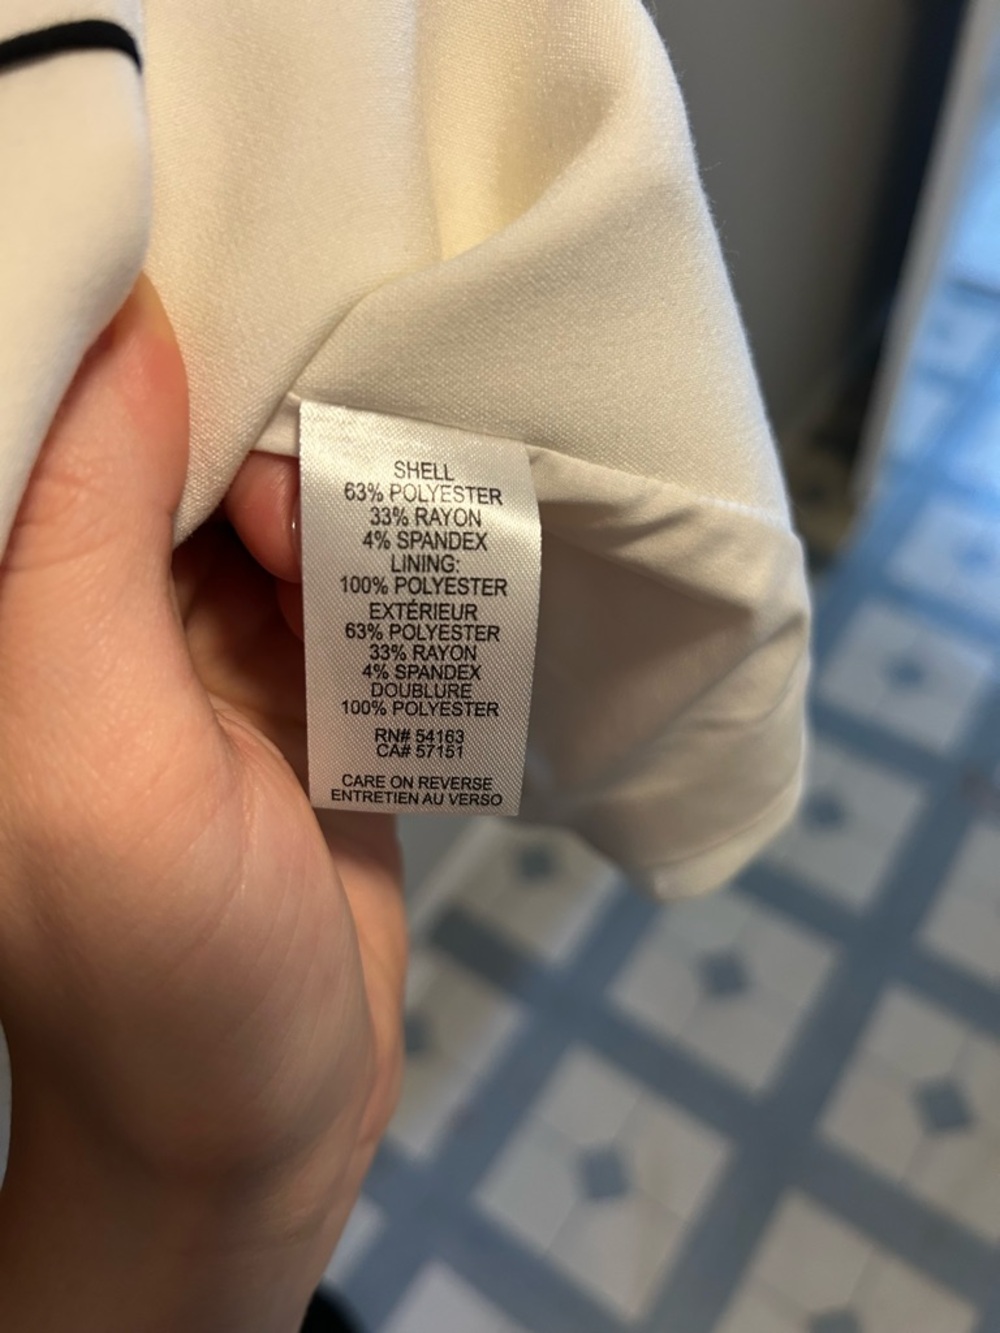 SHELL
63% POLYESTER
33% RAYON
4% SPANDEX
LINING:
100% POLYESTER
EXTÉRIEUR
63% POLYESTER
33% RAYON
4% SPANDEX
DOUBLURE
100% POLYESTER
RN# 54163
CA# 57151
CARE ON REVERSE
ENTRETIEN AU VERSO